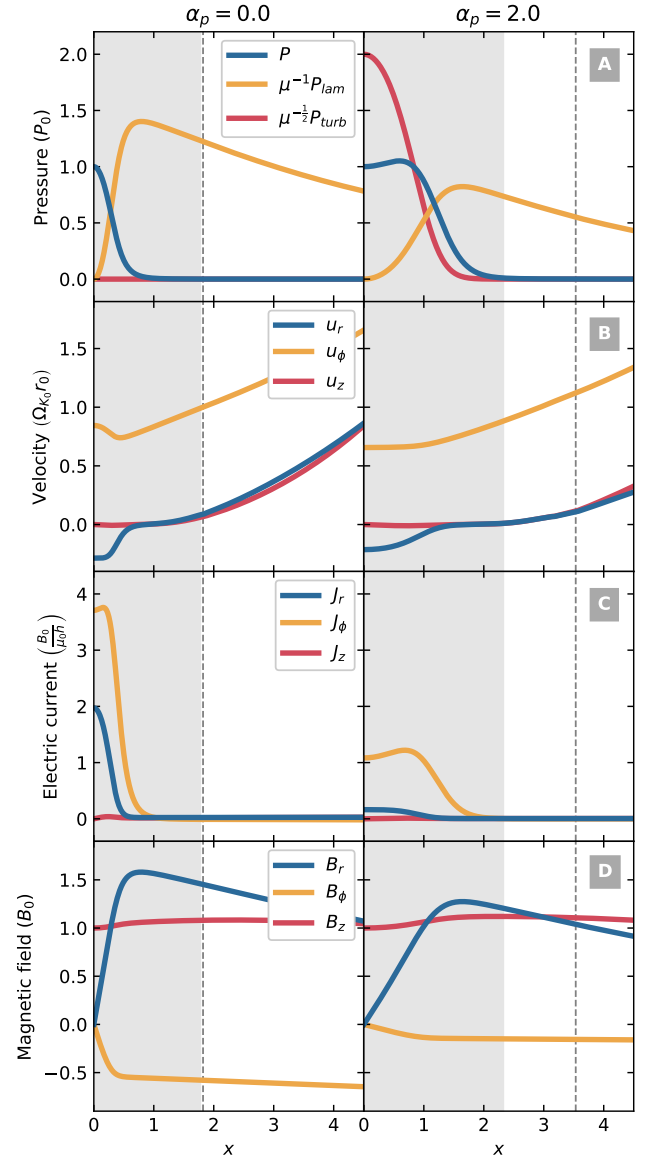 α_p = 0.0
α_p = 2.0
Pressure (P_0)
2.0
1.5
1.0
0.5
0.0
P
μ^{-1}P_{lam}
μ^{-\frac{1}{2}}P_{turb}
A
Velocity (Ω_{K_0}r_0)
1.5
1.0
0.5
0.0
u_r
u_ϕ
u_z
B
Electric current (\frac{B_0}{μ_0h})
4
3
2
1
0
J_r
J_ϕ
J_z
C
Magnetic field (B_0)
1.5
1.0
0.5
0.0
−0.5
B_r
B_ϕ
B_z
D
0 1 2 3 4
0 1 2 3 4
x
x